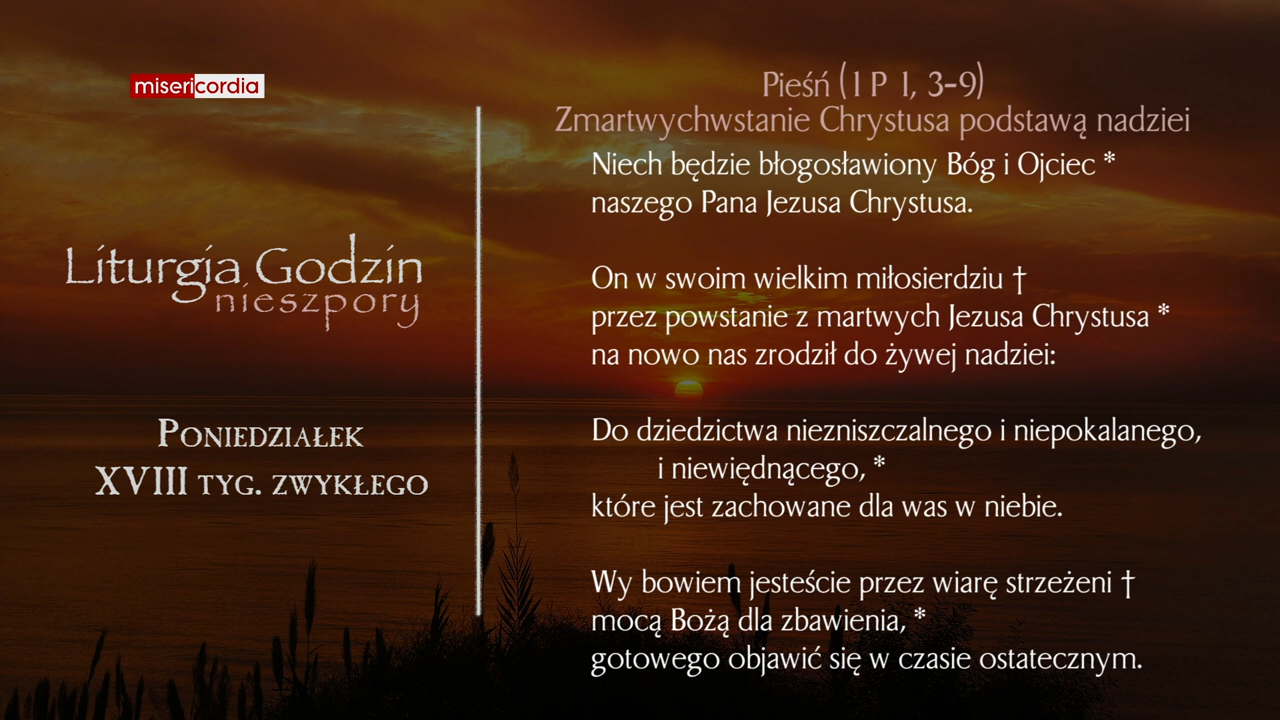 misericordia
Liturgia Godzin
nieszpory
Poniedziałek
XVIII tyg. zwykłego
Pieśń (1 P 1, 3-9)
Zmartwychwstanie Chrystusa podstawą nadziei
Niech będzie błogosławiony Bóg i Ojciec *
naszego Pana Jezusa Chrystusa.
On w swoim wielkim miłosierdziu †
przez powstanie z martwych Jezusa Chrystusa *
na nowo nas zrodził do żywej nadziei:
Do dziedzictwa niezniszczalnego i niepokalanego,
i niewiędnącego, *
które jest zachowane dla was w niebie.
Wy bowiem jesteście przez wiarę strzeżeni †
mocą Bożą dla zbawienia, *
gotowego objawić się w czasie ostatecznym.